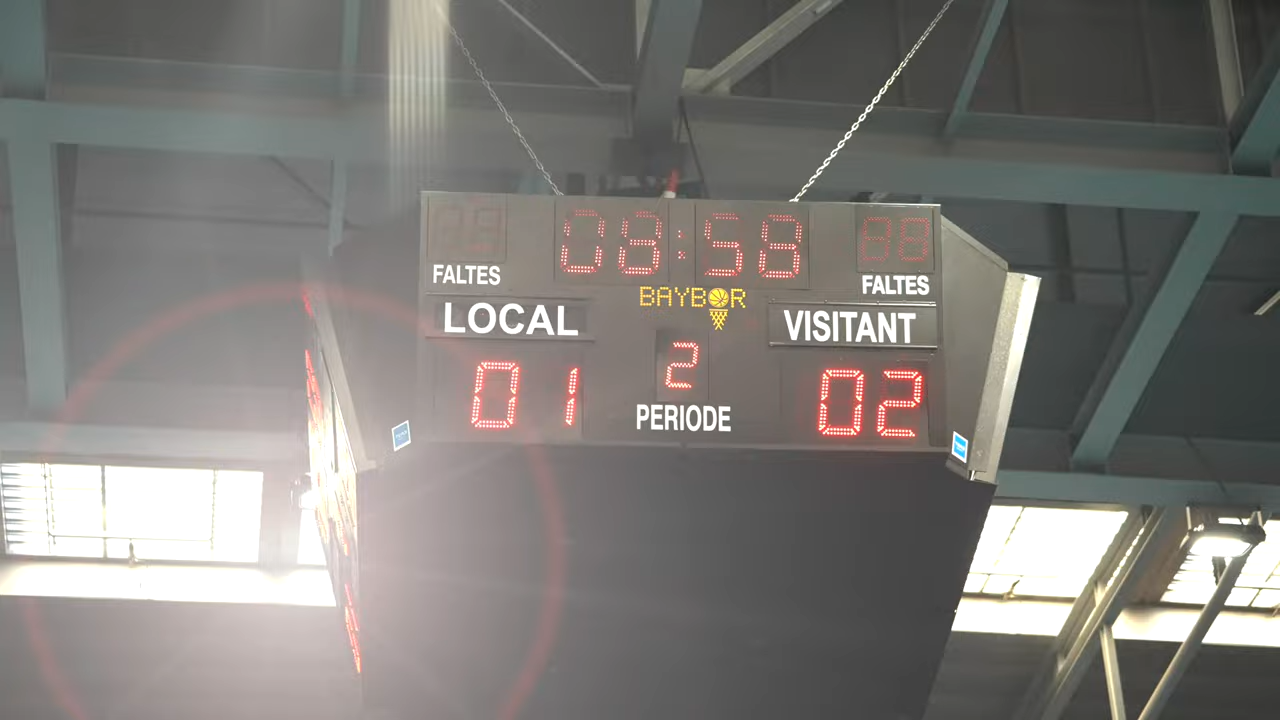 08:58
FALTES
FALTES
BAYBOR
LOCAL
VISITANT
2
01
02
PERIODE